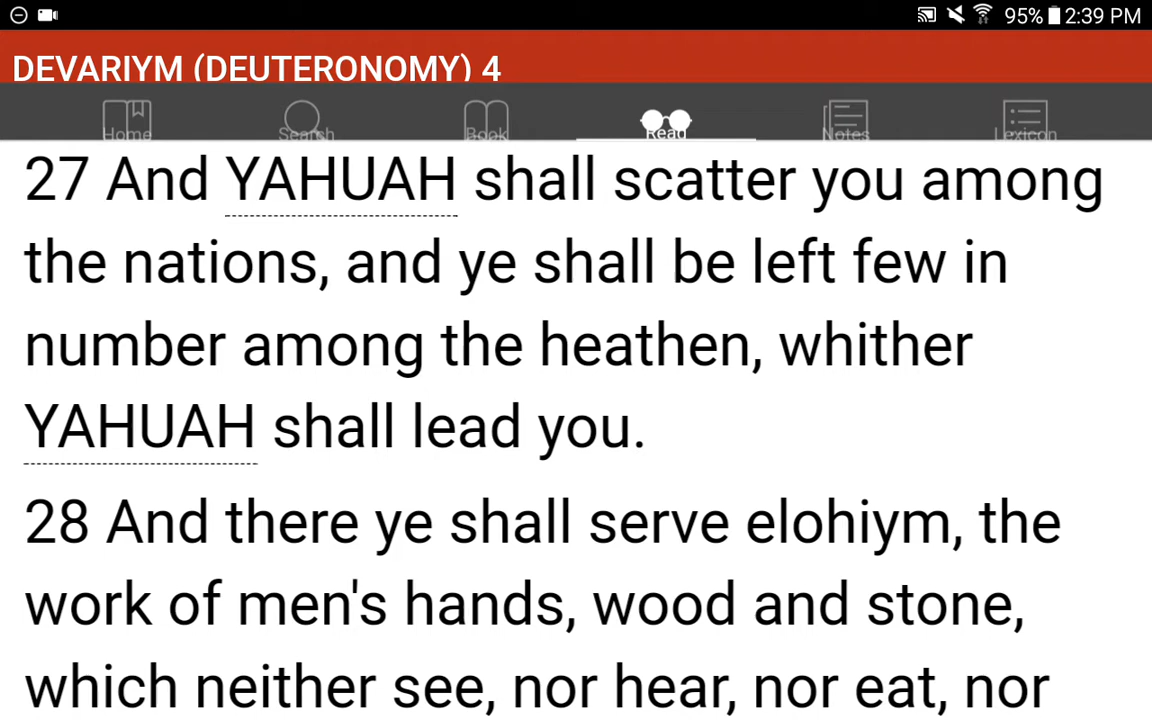 95% 2:39 PM
DEVARIYM (DEUTERONOMY) 4
Home Search Book Read Notes Lexicon
27 And YAHUAH shall scatter you among
the nations, and ye shall be left few in
number among the heathen, whither
YAHUAH shall lead you.
28 And there ye shall serve elohiym, the
work of men's hands, wood and stone,
which neither see, nor hear, nor eat, nor